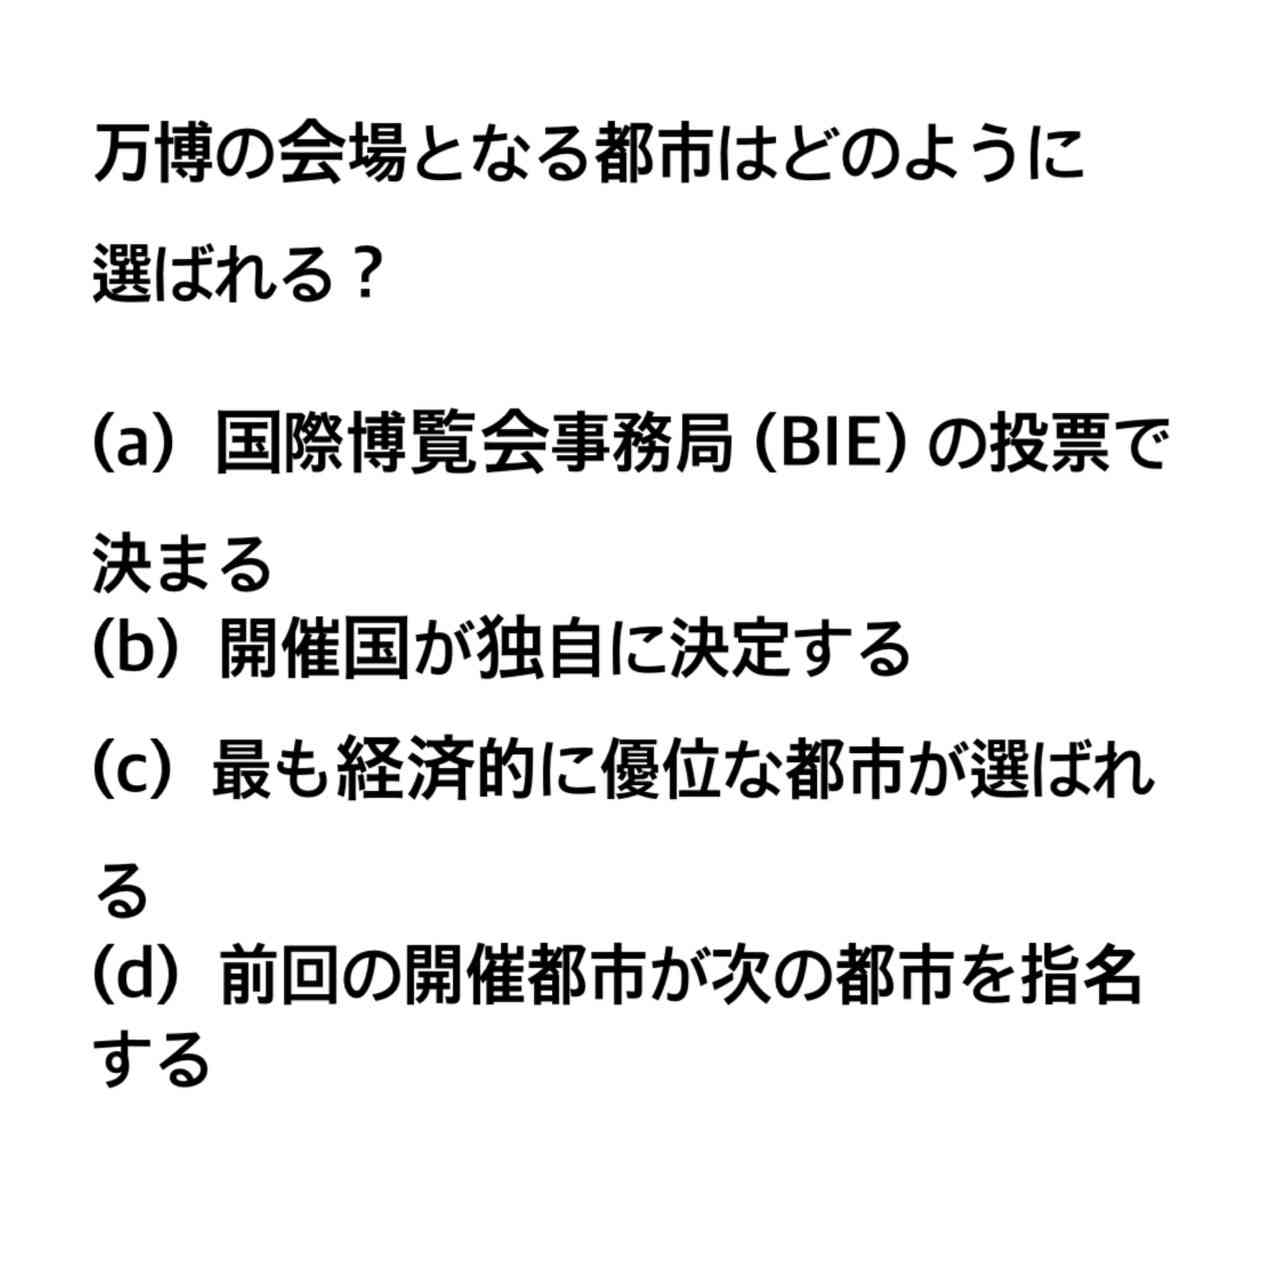 万博の会場となる都市はどのように
選ばれる？
(a) 国際博覧会事務局 (BIE) の投票で
決まる
(b) 開催国が独自に決定する
(c) 最も経済的に優位な都市が選ばれ
る
(d) 前回の開催都市が次の都市を指名
する